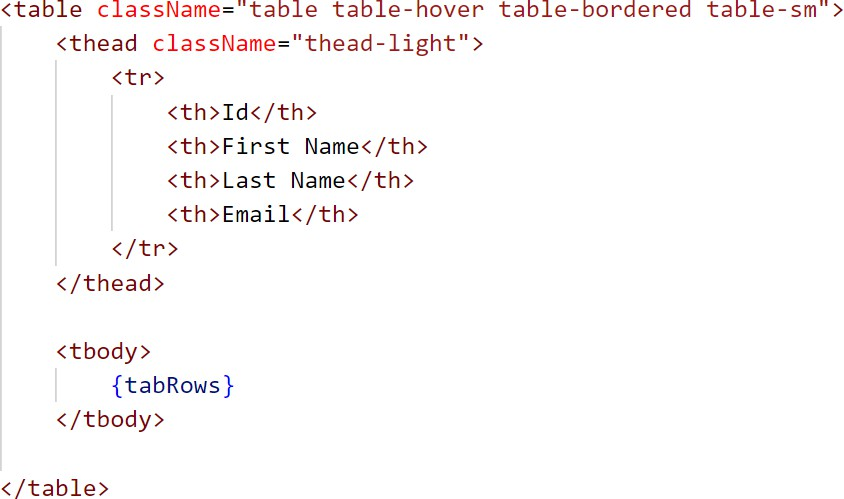 <table className="table table-hover table-bordered table-sm">
    <thead className="thead-light">
        <tr>
            <th>Id</th>
            <th>First Name</th>
            <th>Last Name</th>
            <th>Email</th>
        </tr>
    </thead>

    <tbody>
        {tabRows}
    </tbody>

</table>